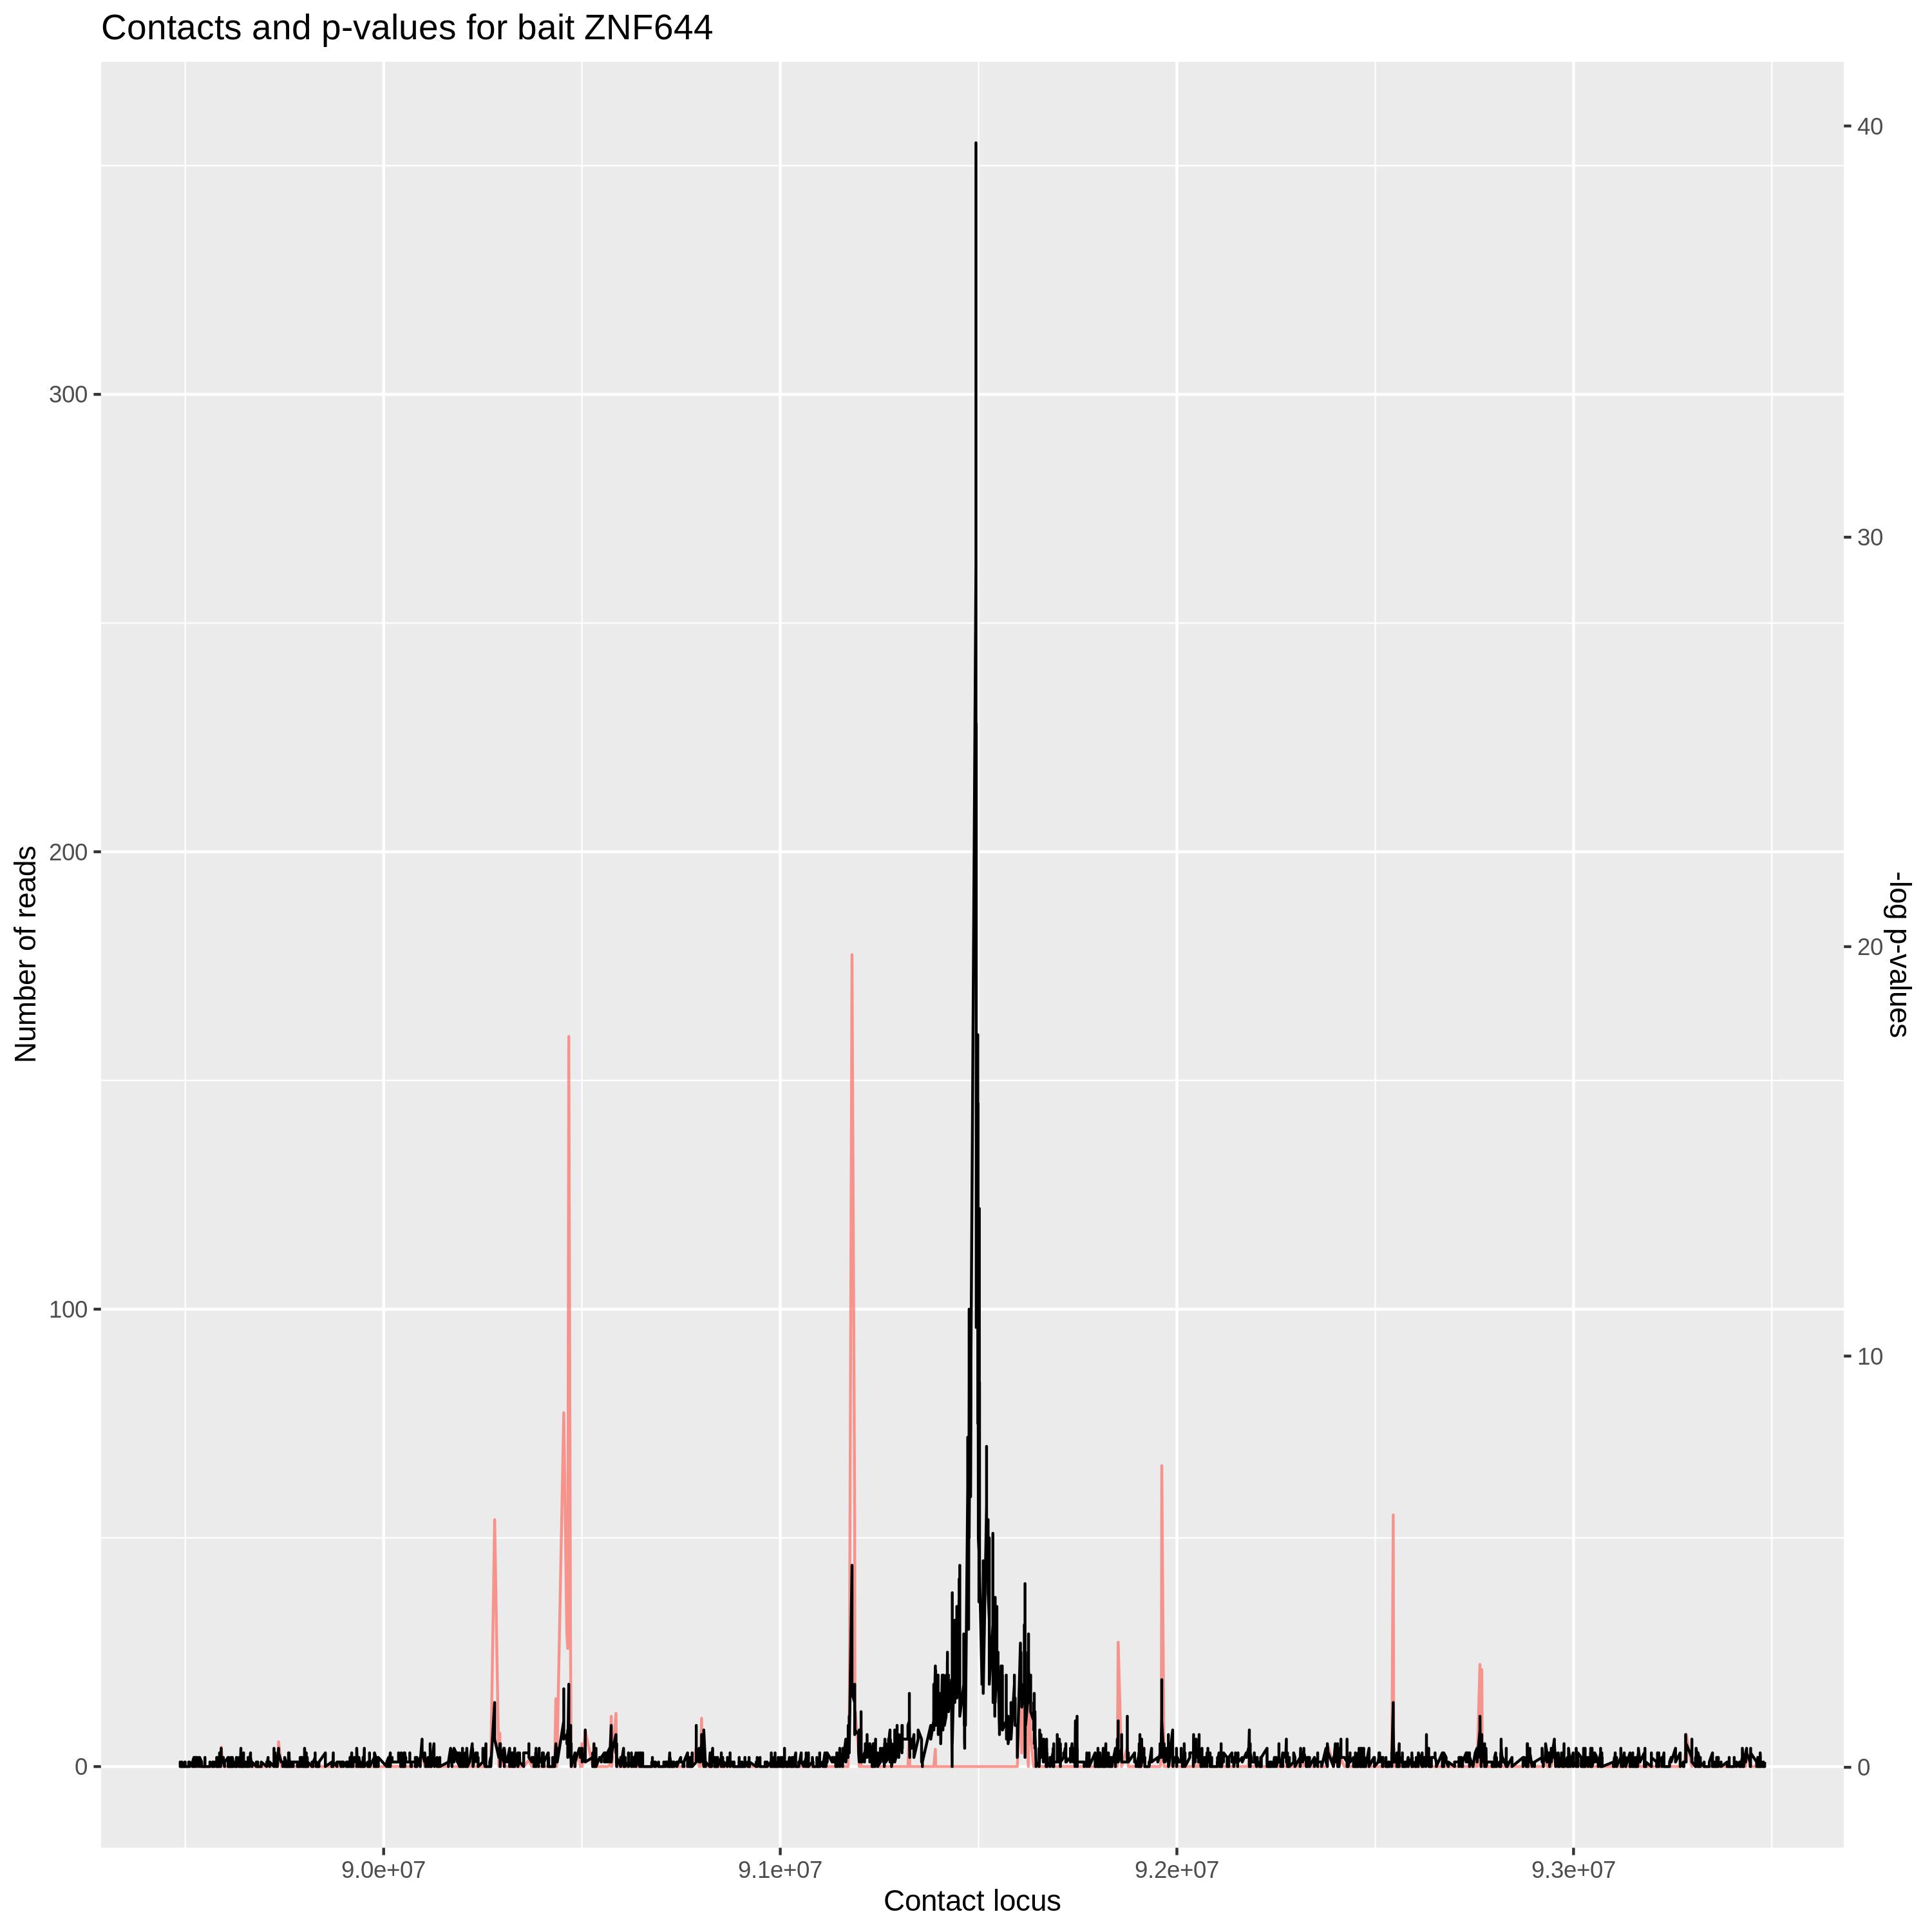 Contacts and p-values for bait ZNF644
Number of reads
300
200
100
0
40
30
20
10
0
-log p-values
9.0e+07
9.1e+07
9.2e+07
9.3e+07
Contact locus